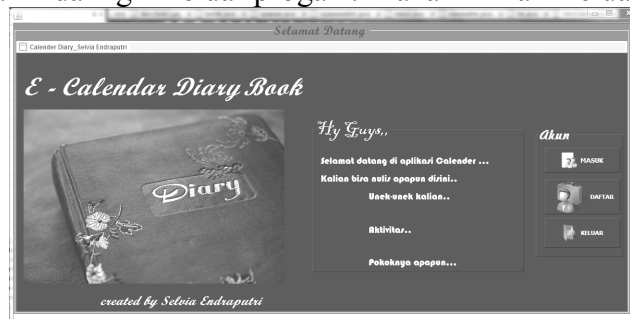 Selamat Datang
Calender Diary_Selvia Endraputri
E - Calendar Diary Book
Diary
created by Selvia Endraputri
Hy Guys,,
Selamat datang di aplikasi Calender ...
Kalian bisa nulis apapun disini..
Unek-unek kalian..
Aktivitas..
Pokoknya apapun...
Akun
MASUK
DAFTAR
KELUAR